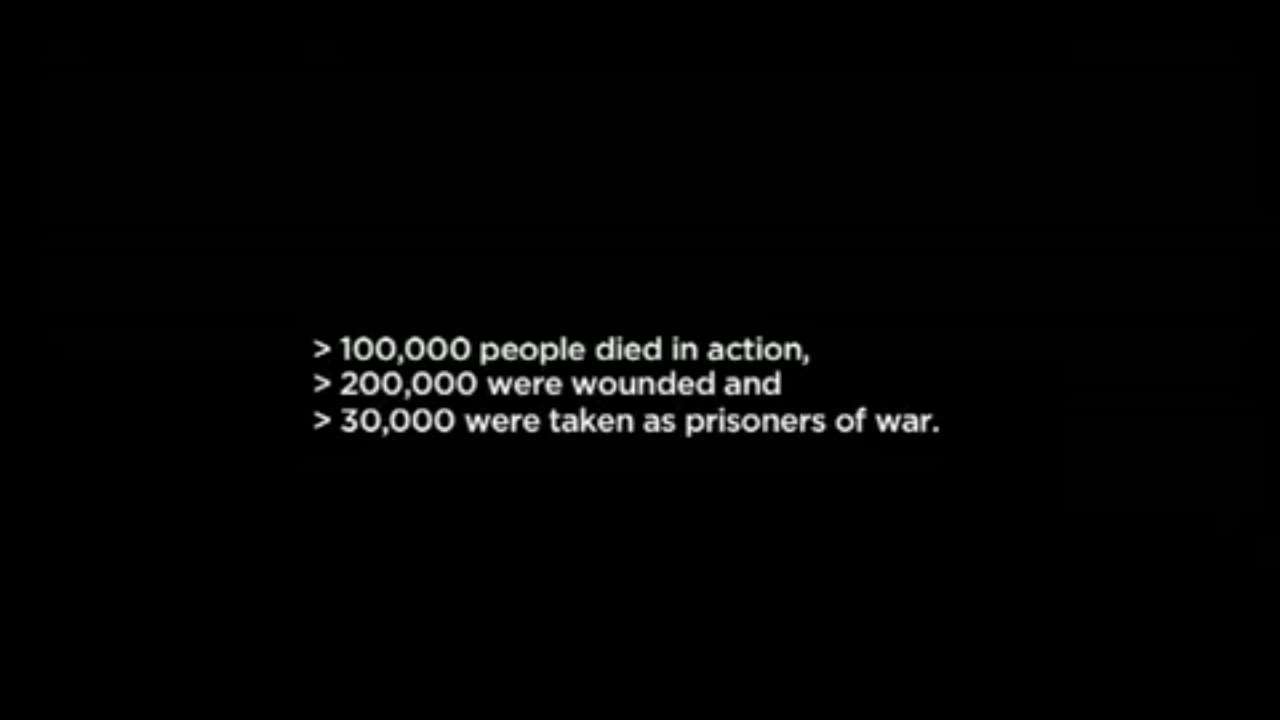 > 100,000 people died in action,
> 200,000 were wounded and
> 30,000 were taken as prisoners of war.